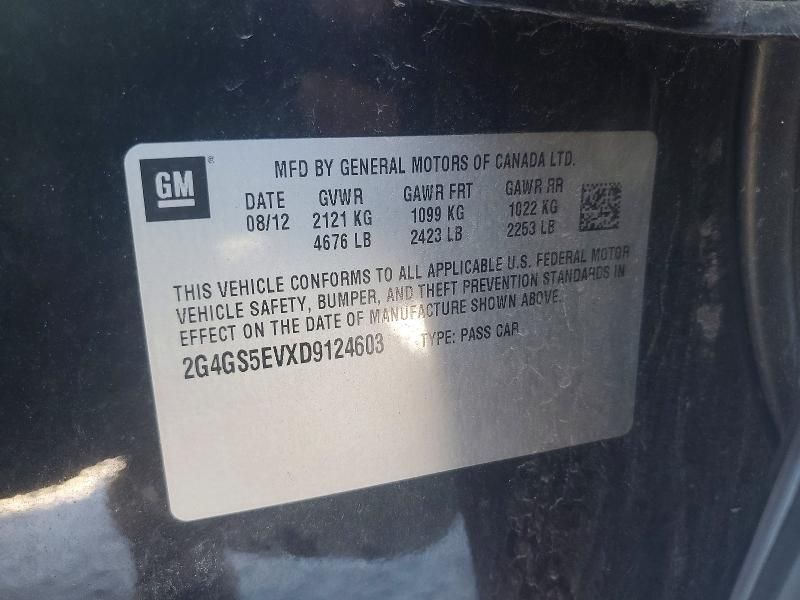 GM®
MFD BY GENERAL MOTORS OF CANADA LTD.
DATE GVWR GAWR FRT GAWR RR
08/12 2121 KG 1099 KG 1022 KG
4676 LB 2423 LB 2253 LB
THIS VEHICLE CONFORMS TO ALL APPLICABLE U.S. FEDERAL MOTOR
VEHICLE SAFETY, BUMPER, AND THEFT PREVENTION STANDARDS IN
EFFECT ON THE DATE OF MANUFACTURE SHOWN ABOVE.
2G4GS5EVXD9124603 TYPE: PASS CAR